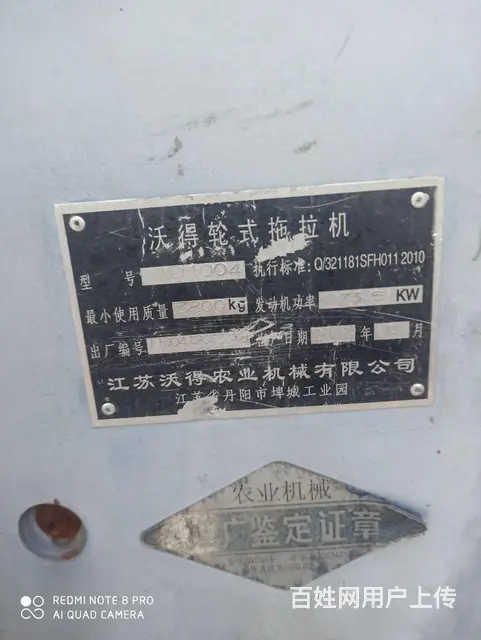 沃得轮式拖拉机
型号 WD1004 执行标准:Q/321181SFH011 2010
最小使用质量 3800kg 发动机功率 73.5 KW
出厂编号 生产日期 年 月
江苏沃得农业机械有限公司
江苏省丹阳市埤城工业园
农业机械
广鉴定证章
REDMI NOTE 8 PRO
AI QUAD CAMERA
百姓网用户上传